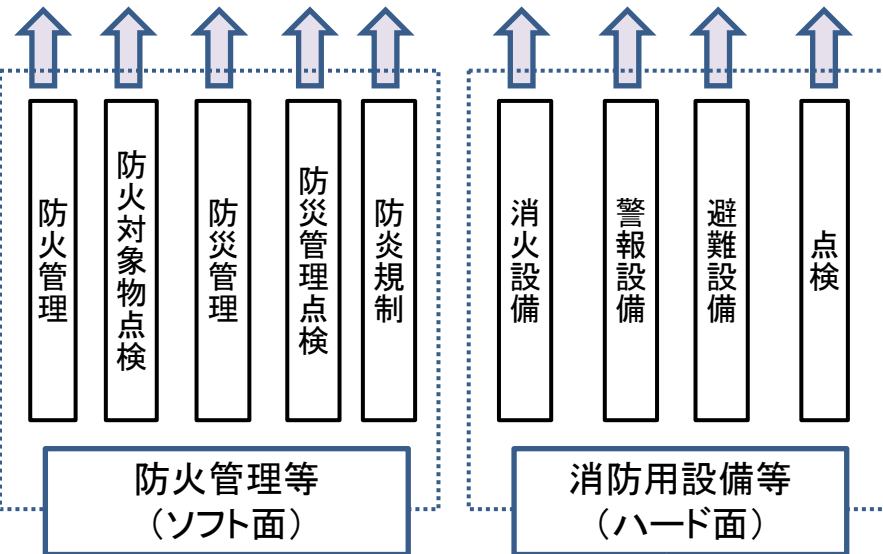 防火管理
防火対象物点検
防災管理
防災管理点検
防炎規制
消火設備
警報設備
避難設備
点検
防火管理等
（ソフト面）
消防用設備等
（ハード面）